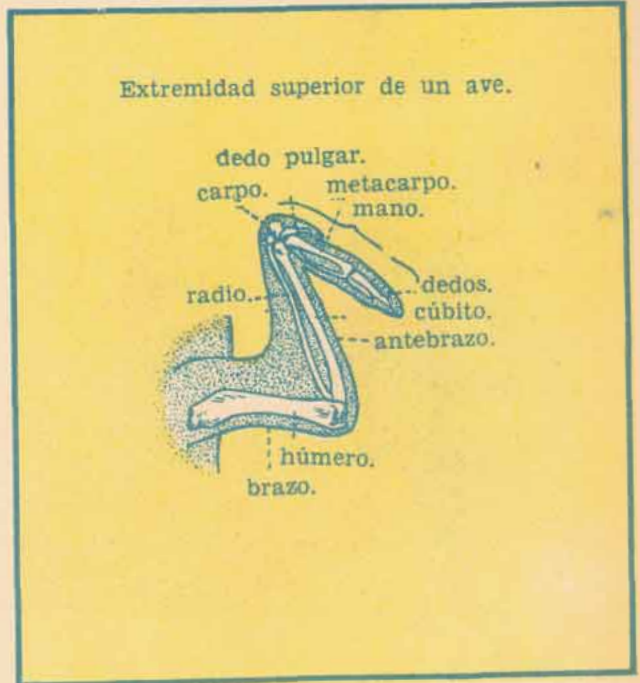 Extremidad superior de un ave.
dedo pulgar.
carpo.
metacarpo.
mano.
radio.
dedos.
cúbito.
antebrazo.
húmero.
brazo.